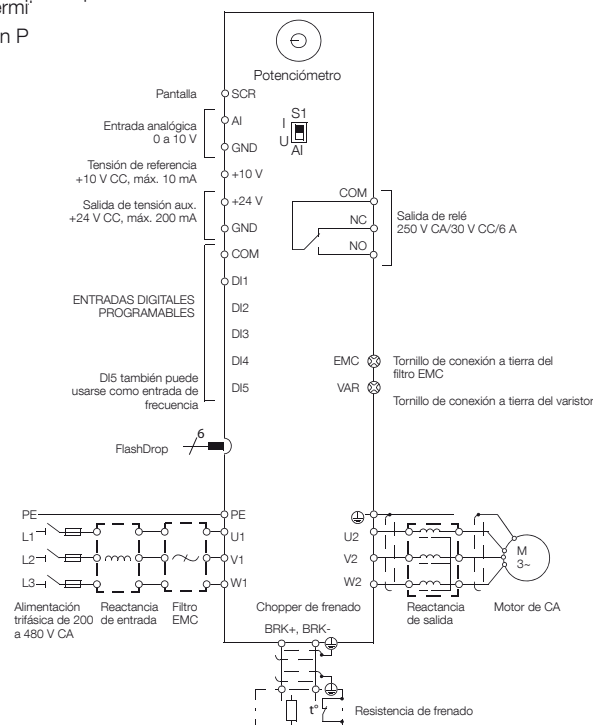 ermi
n P
Potenciómetro
Pantalla
SCR
Entrada analógica
0 a 10 V
AI
GND
S1
I
U
AI
Tensión de referencia
+10 V CC, máx. 10 mA
+10 V
Salida de tensión aux.
+24 V CC, máx. 200 mA
+24 V
GND
COM
NC
NO
Salida de relé
250 V CA/30 V CC/6 A
COM
DI1
ENTRADAS DIGITALES
PROGRAMABLES
DI2
DI3
DI4
DI5
DI5 también puede
usarse como entrada de
frecuencia
EMC
Tornillo de conexión a tierra del
filtro EMC
VAR
Tornillo de conexión a tierra del varistor
FlashDrop
6
PE
L1
L2
L3
PE
U1
V1
W1
U2
V2
W2
M
3~
Alimentación
trifásica de 200
a 480 V CA
Reactancia
de entrada
Filtro
EMC
Chopper de frenado
BRK+, BRK-
Reactancia
de salida
Motor de CA
t°
Resistencia de frenado